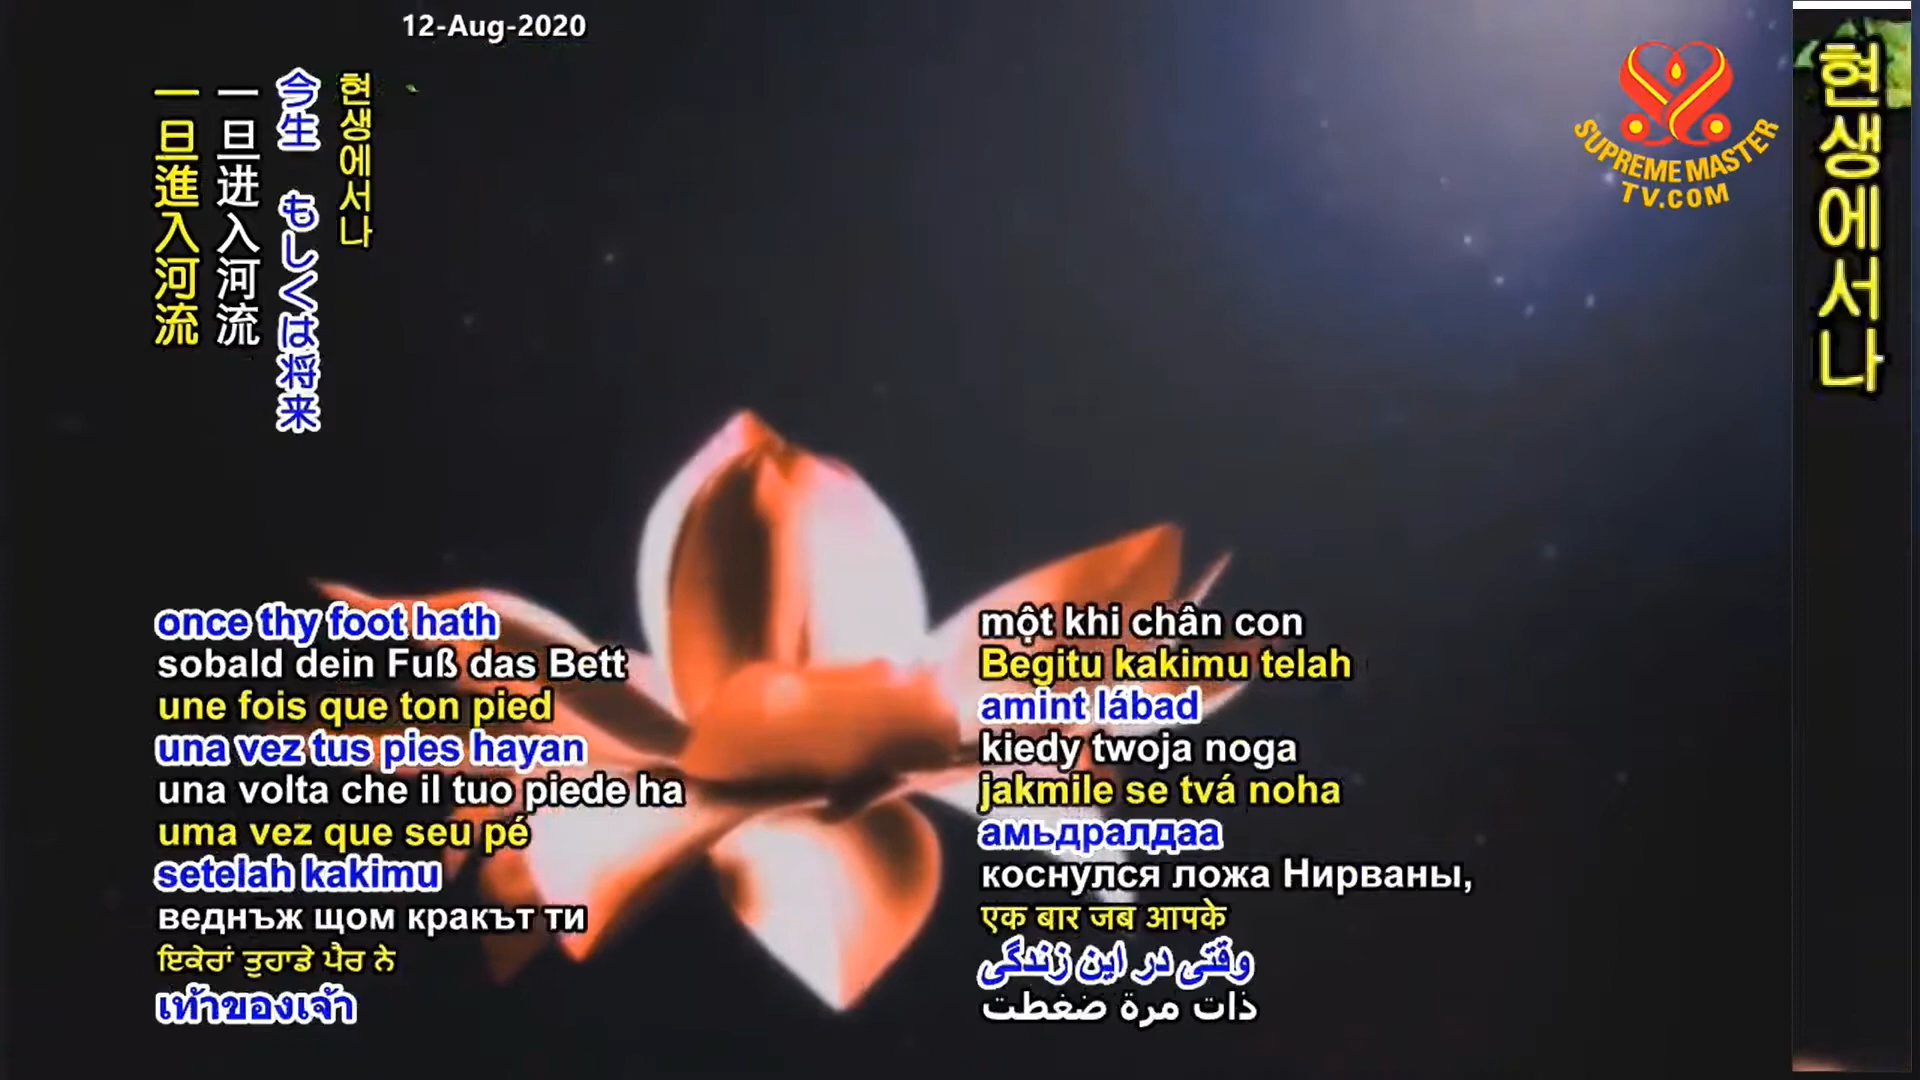 12-Aug-2020
현생에서나
今生　もしくは将来
一旦进入河流
一旦進入河流
SUPREME MASTER
TV.COM
현생에서나
once thy foot hath
sobald dein Fuß das Bett
une fois que ton pied
una vez tus pies hayan
una volta che il tuo piede ha
uma vez que seu pé
setelah kakimu
веднъж щом кракът ти
ਇਕੇਰਾਂ ਤੁਹਾਡੇ ਪੈਰ ਨੇ
เท้าของเจ้า
một khi chân con
Begitu kakimu telah
amint lábad
kiedy twoja noga
jakmile se tvá noha
амьдралдаа
коснулся ложа Нирваны,
एक बार जब आपके
وقتی در این زندگی
ذات مرة ضغطت